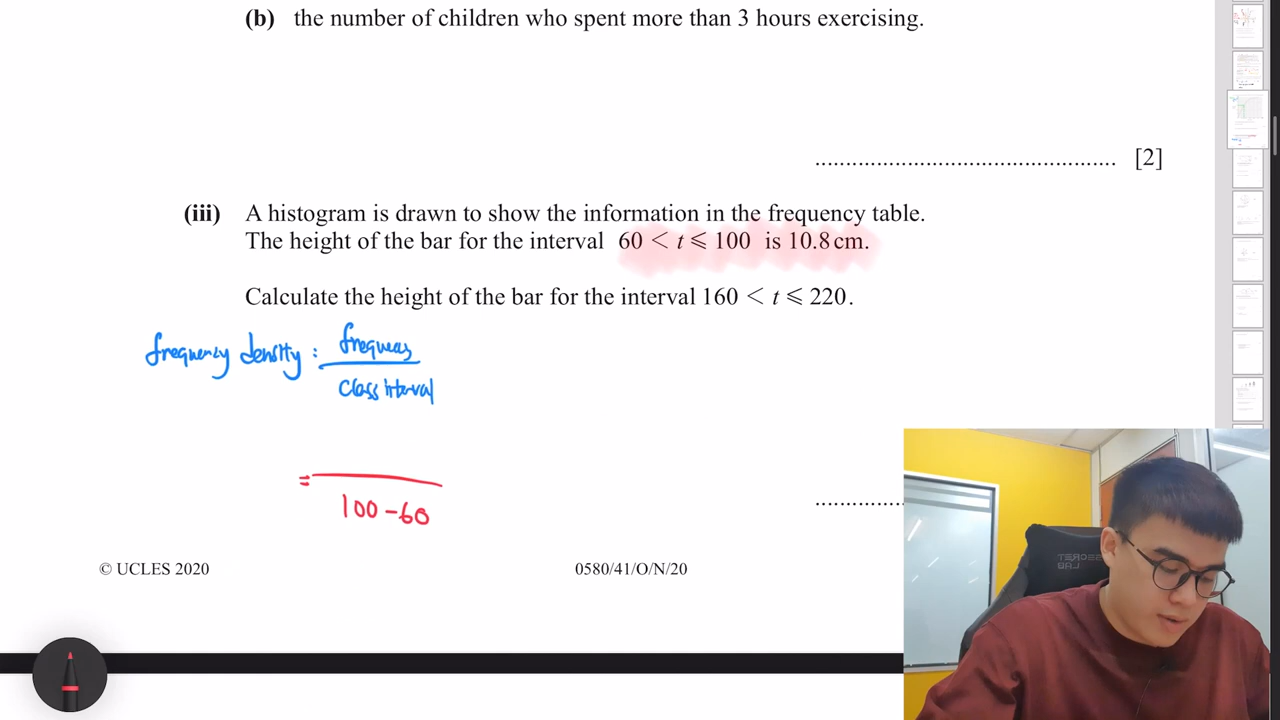 (b) the number of children who spent more than 3 hours exercising.
................................................ [2]
(iii) A histogram is drawn to show the information in the frequency table.
The height of the bar for the interval 60 < t ⩽ 100 is 10.8 cm.
Calculate the height of the bar for the interval 160 < t ⩽ 220.
frequency density : frequency
class interval
=
100 - 60
© UCLES 2020 0580/41/O/N/20